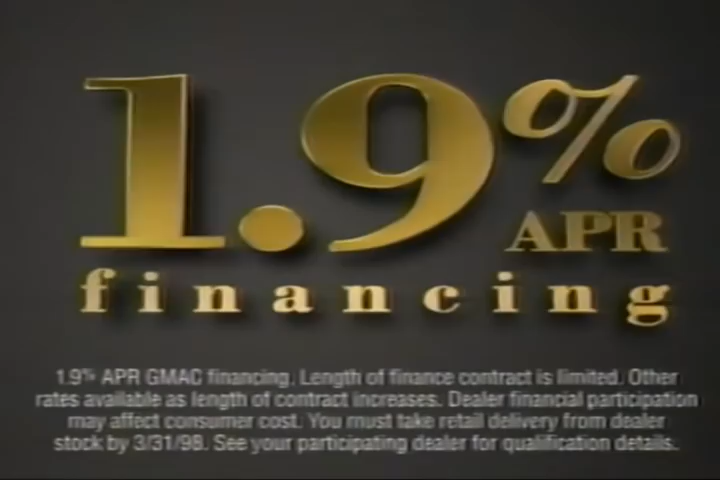 1.9%
APR
financing
1.9% APR GMAC financing. Length of finance contract is limited. Other
rates available as length of contract increases. Dealer financial participation
may affect consumer cost. You must take retail delivery from dealer
stock by 3/31/98. See your participating dealer for qualification details.